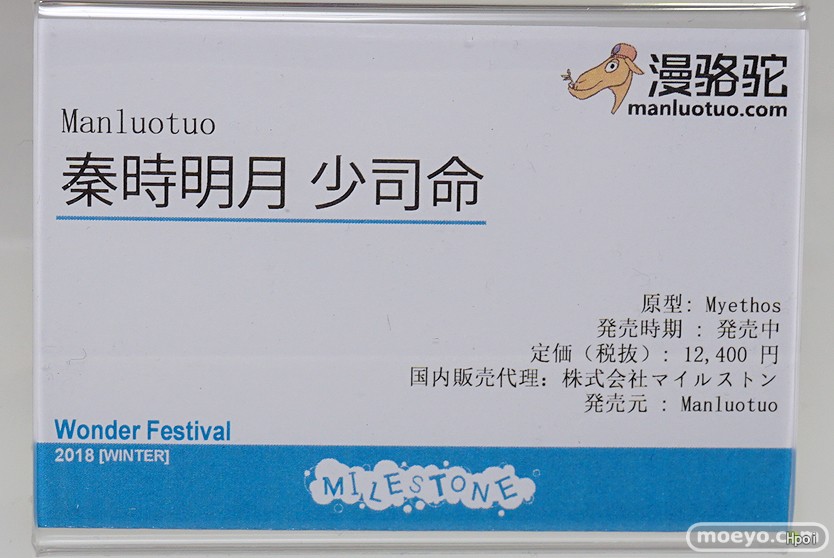 漫骆驼
manluotuo.com
Manluotuo
秦時明月 少司命
原型: Myethos
発売時期 : 発売中
定価（税抜）: 12,400 円
国内販売代理: 株式会社マイルストン
発売元 : Manluotuo
Wonder Festival
2018 [WINTER]
MILESTONE
moeyo.com
Hpoi